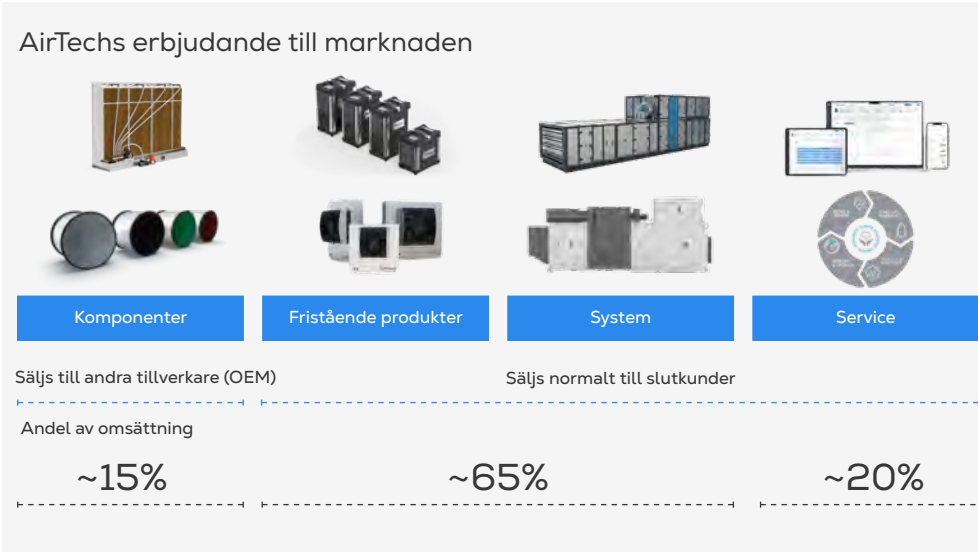 AirTechs erbjudande till marknaden
Komponenter
Fristående produkter
System
Service
Säljs till andra tillverkare (OEM)
Säljs normalt till slutkunder
Andel av omsättning
~15%
~65%
~20%